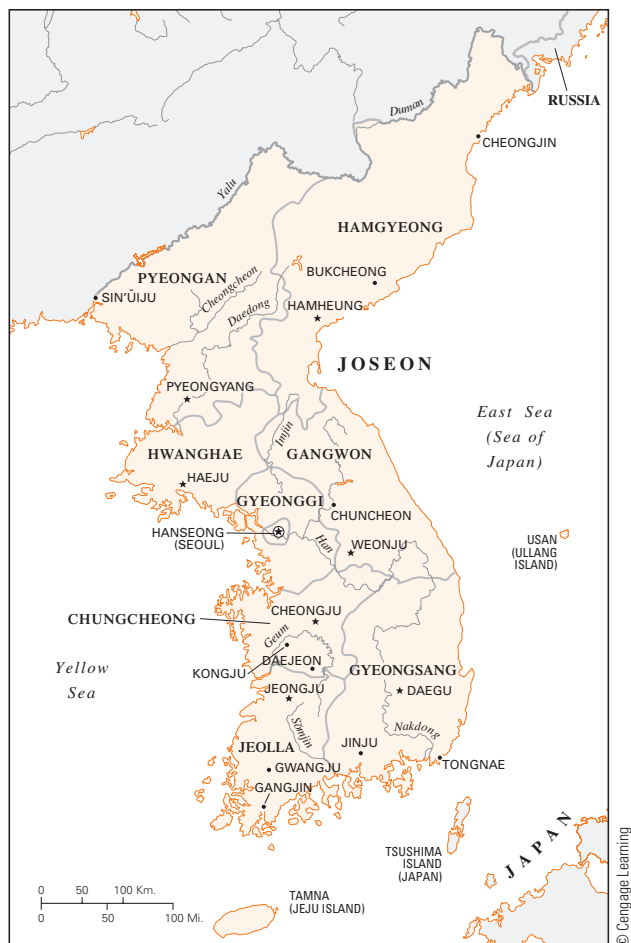 RUSSIA
Duman
CHEONGJIN
Yalu
HAMGYEONG
PYEONGAN
BUKCHEONG
Cheongcheon
SIN'ŬIJU
Daedong
HAMHEUNG
JOSEON
PYEONGYANG
East Sea
(Sea of
Japan)
Imjin
HWANGHAE
GANGWON
HAEJU
GYEONGGI
CHUNCHEON
HANSEONG
(SEOUL)
Han
WEONJU
USAN
(ULLANG
ISLAND)
CHEONGJU
CHUNGCHEONG
Geum
Yellow
Sea
KONGJU
DAEJEON
GYEONGSANG
JEONGJU
DAEGU
Sŏmjin
Nakdong
JEOLLA
JINJU
GWANGJU
TONGNAE
GANGJIN
JAPAN
TSUSHIMA
ISLAND
(JAPAN)
0 50 100 Km.
0 50 100 Mi.
TAMNA
(JEJU ISLAND)
© Cengage Learning